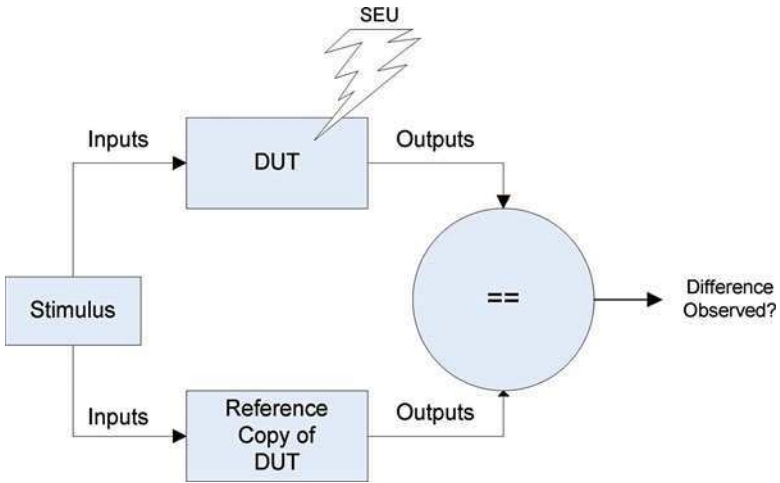 SEU
Inputs
DUT
Outputs
Stimulus
==
Difference
Observed?
Inputs
Reference
Copy of
DUT
Outputs